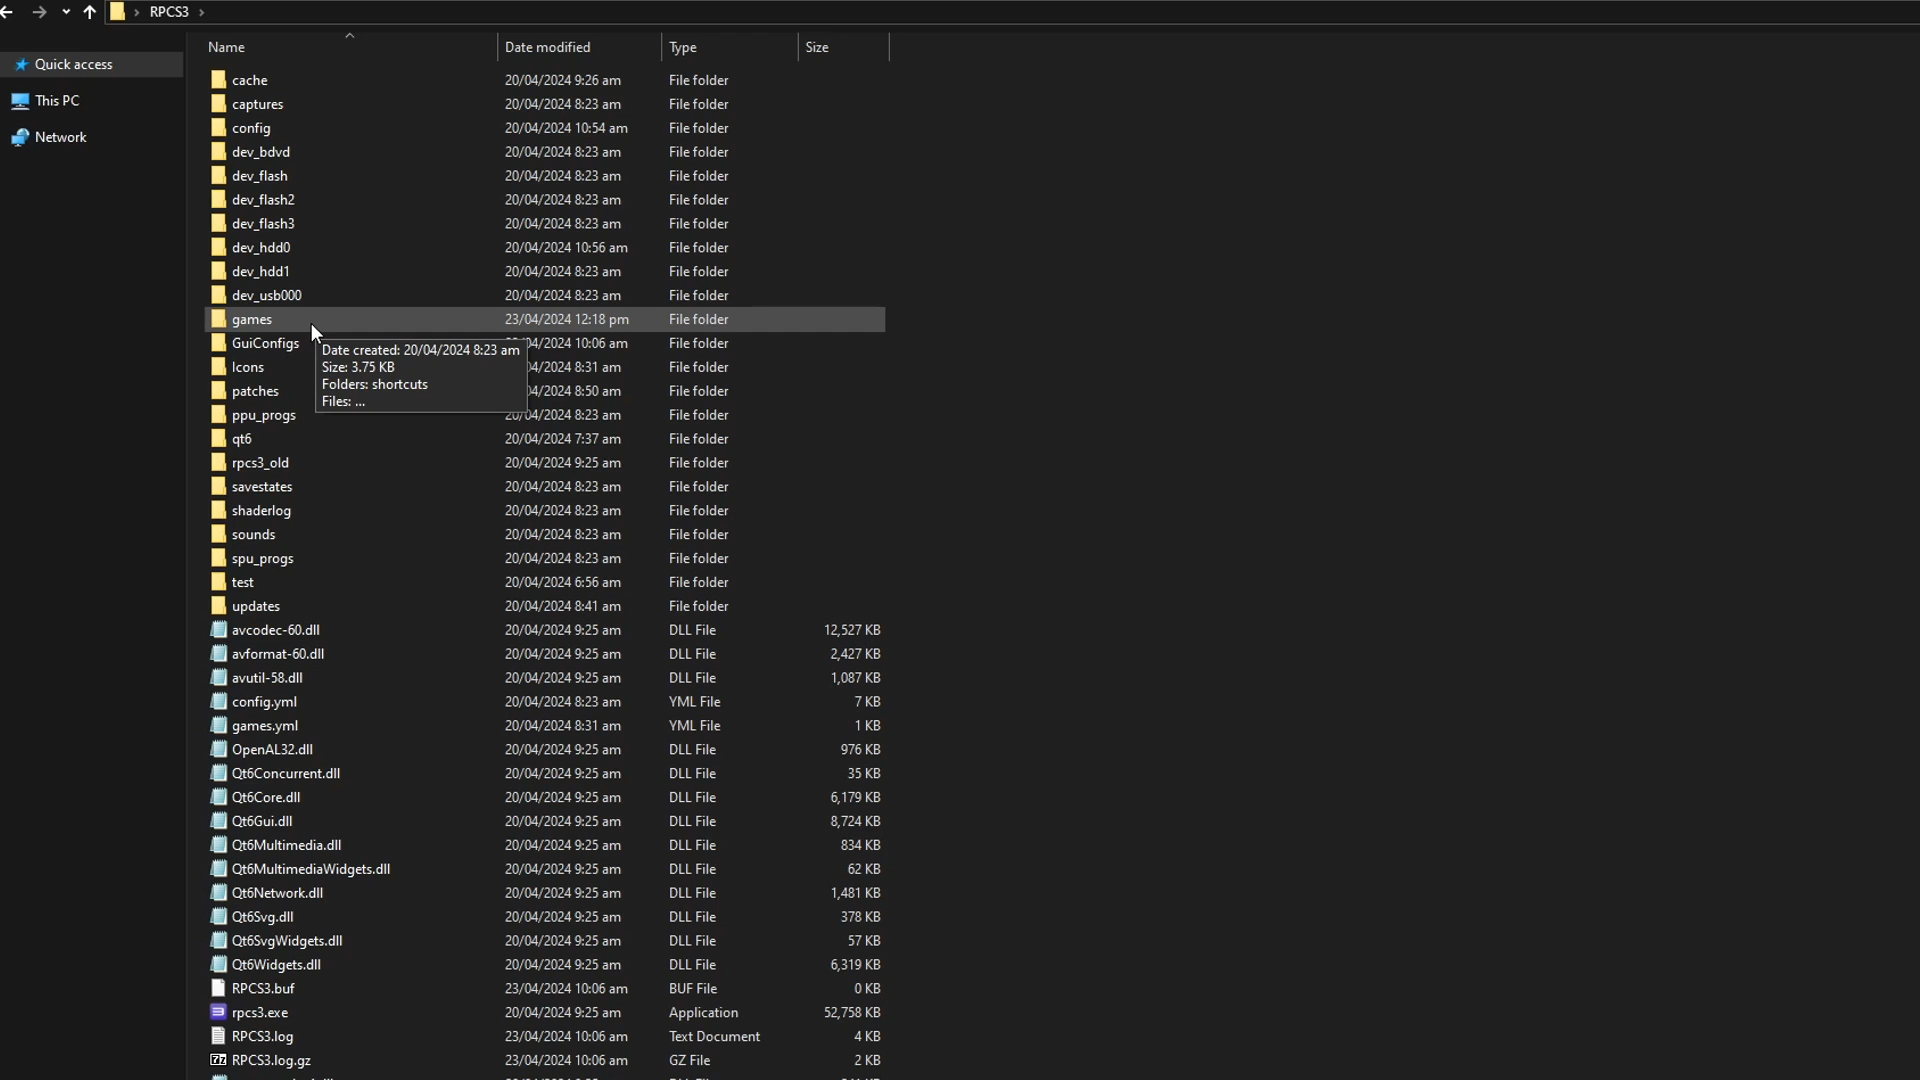 RPCS3
Name Date modified Type Size
Quick access
This PC
Network
cache 20/04/2024 9:26 am File folder
captures 20/04/2024 8:23 am File folder
config 20/04/2024 10:54 am File folder
dev_bdvd 20/04/2024 8:23 am File folder
dev_flash 20/04/2024 8:23 am File folder
dev_flash2 20/04/2024 8:23 am File folder
dev_flash3 20/04/2024 8:23 am File folder
dev_hdd0 20/04/2024 10:56 am File folder
dev_hdd1 20/04/2024 8:23 am File folder
dev_usb000 20/04/2024 8:23 am File folder
games 23/04/2024 12:18 pm File folder
GuiConfigs 04/2024 10:06 am File folder
Date created: 20/04/2024 8:23 am
Size: 3.75 KB
Folders: shortcuts
Files: ...
Icons 04/2024 8:31 am File folder
patches 04/2024 8:50 am File folder
ppu_progs 20/04/2024 8:23 am File folder
qt6 20/04/2024 7:37 am File folder
rpcs3_old 20/04/2024 9:25 am File folder
savestates 20/04/2024 8:23 am File folder
shaderlog 20/04/2024 8:23 am File folder
sounds 20/04/2024 8:23 am File folder
spu_progs 20/04/2024 8:23 am File folder
test 20/04/2024 6:56 am File folder
updates 20/04/2024 8:41 am File folder
avcodec-60.dll 20/04/2024 9:25 am DLL File 12,527 KB
avformat-60.dll 20/04/2024 9:25 am DLL File 2,427 KB
avutil-58.dll 20/04/2024 9:25 am DLL File 1,087 KB
config.yml 20/04/2024 8:23 am YML File 7 KB
games.yml 20/04/2024 8:31 am YML File 1 KB
OpenAL32.dll 20/04/2024 9:25 am DLL File 976 KB
Qt6Concurrent.dll 20/04/2024 9:25 am DLL File 35 KB
Qt6Core.dll 20/04/2024 9:25 am DLL File 6,179 KB
Qt6Gui.dll 20/04/2024 9:25 am DLL File 8,724 KB
Qt6Multimedia.dll 20/04/2024 9:25 am DLL File 834 KB
Qt6MultimediaWidgets.dll 20/04/2024 9:25 am DLL File 62 KB
Qt6Network.dll 20/04/2024 9:25 am DLL File 1,481 KB
Qt6Svg.dll 20/04/2024 9:25 am DLL File 378 KB
Qt6SvgWidgets.dll 20/04/2024 9:25 am DLL File 57 KB
Qt6Widgets.dll 20/04/2024 9:25 am DLL File 6,319 KB
RPCS3.buf 23/04/2024 10:06 am BUF File 0 KB
rpcs3.exe 20/04/2024 9:25 am Application 52,758 KB
RPCS3.log 23/04/2024 10:06 am Text Document 4 KB
RPCS3.log.gz 23/04/2024 10:06 am GZ File 2 KB